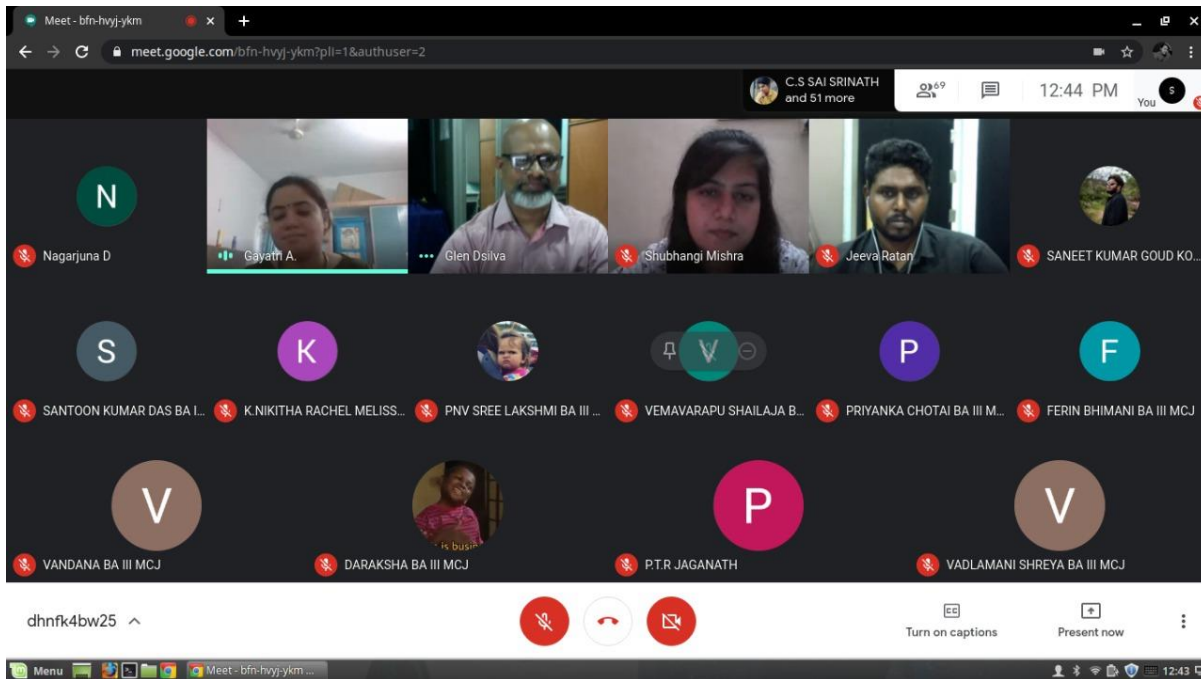 Meet - bfn-hvyj-ykm
meet.google.com/bfn-hvyj-ykm?pli=1&authuser=2
C.S SAI SRINATH
and 51 more
69
12:44 PM
You
S
N
Nagarjuna D
Gayatri A.
Glen Dsilva
Shubhangi Mishra
Jeeva Ratan
SANEET KUMAR GOUD KO...
S
SANTOON KUMAR DAS BA I...
K
K.NIKITHA RACHEL MELISS...
PNV SREE LAKSHMI BA III ...
V
VEMAVARAPU SHAILAJA B...
P
PRIYANKA CHOTAI BA III M...
F
FERIN BHIMANI BA III MCJ
V
VANDANA BA III MCJ
is busin
DARAKSHA BA III MCJ
P
P.T.R JAGANATH
V
VADLAMANI SHREYA BA III MCJ
dhnfk4bw25
CC
Turn on captions
Present now
Menu
Meet - bfn-hvyj-ykm ...
12:43